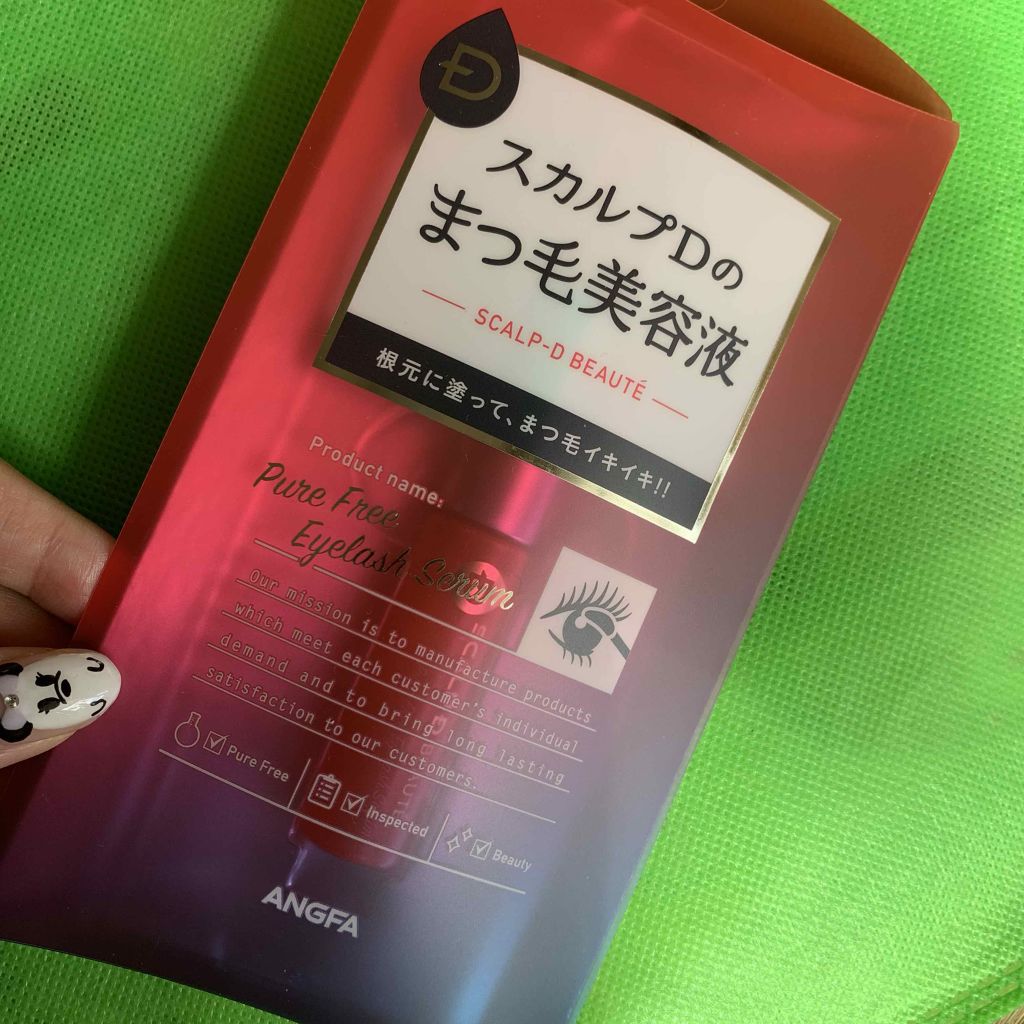 D
スカルプDの
まつ毛美容液
SCALP-D BEAUTÉ
根元に塗って、まつ毛イキイキ!!
Product name:
Pure Free
Eyelash Serum
Our mission is to manufacture products
which meet each customer's individual
demand and to bring long lasting
satisfaction to our customers.
Pure Free
Inspected
Beauty
ANGFA